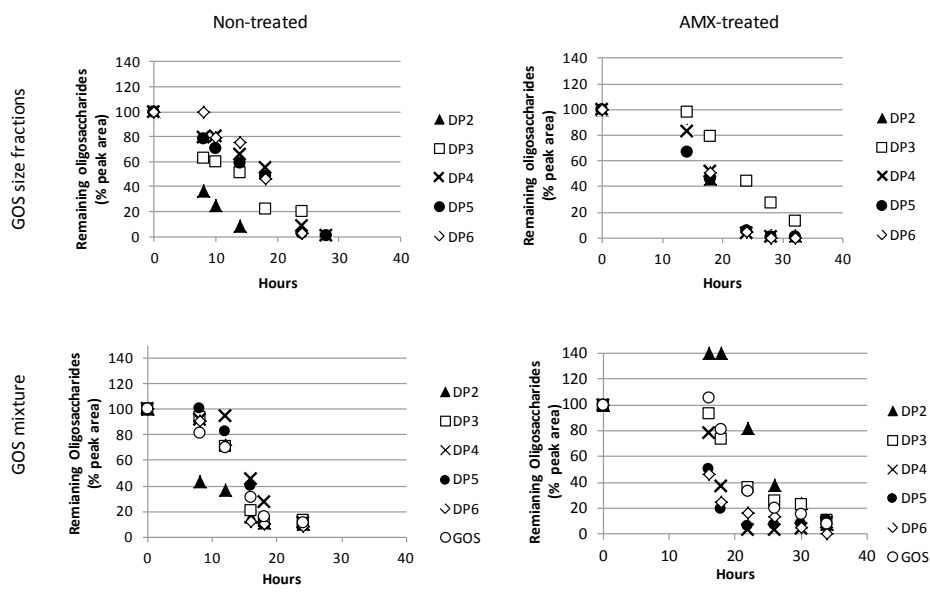 Non-treated
AMX-treated
GOS size fractions
Remaining oligosaccharides
(% peak area)
140
120
100
80
60
40
20
0
0
10
20
30
40
Hours
DP2
DP3
DP4
DP5
DP6
Remaining oligosaccharides
(% peak area)
140
120
100
80
60
40
20
0
0
10
20
30
40
Hours
DP2
DP3
DP4
DP5
DP6
GOS mixture
Remaining Oligosaccharides
(% peak area)
140
120
100
80
60
40
20
0
0
10
20
30
40
Hours
DP2
DP3
DP4
DP5
DP6
GOS
Remianing Oligosaccharides
(% peak area)
140
120
100
80
60
40
20
0
0
10
20
30
40
Hours
DP2
DP3
DP4
DP5
DP6
GOS